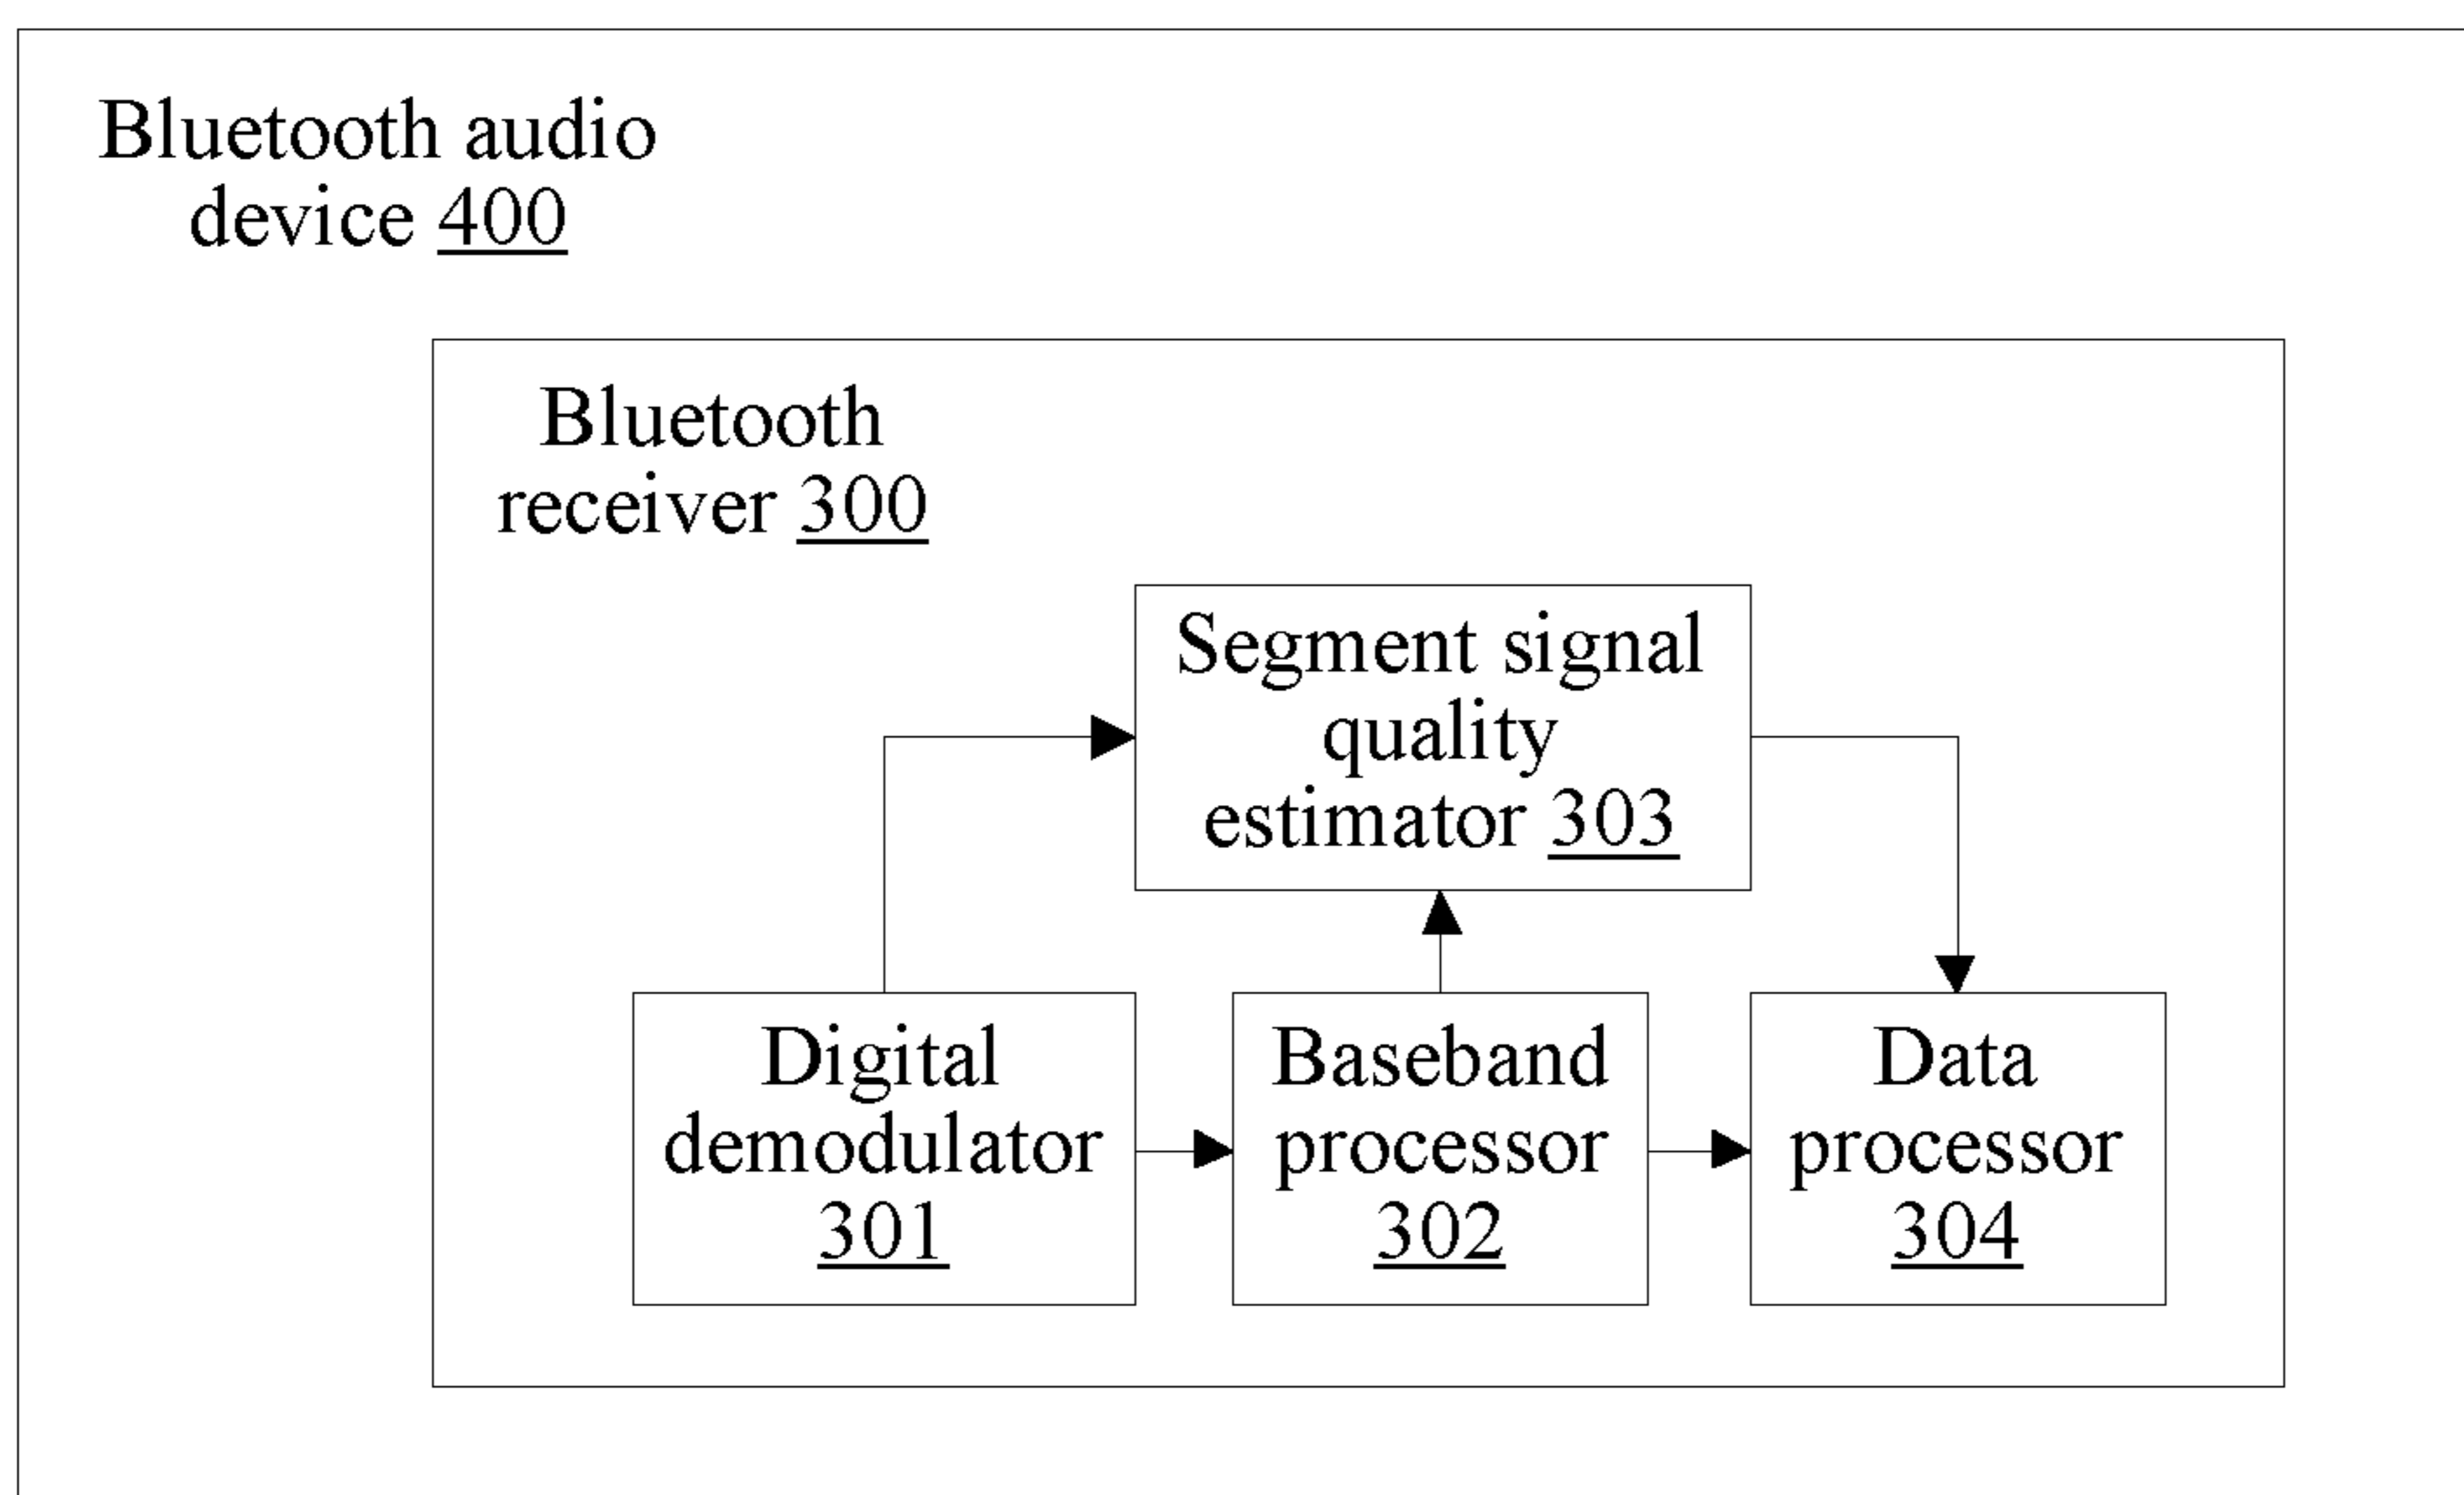 Bluetooth audio
device 400
Bluetooth
receiver 300
Segment signal
quality
estimator 303
Digital
demodulator
301
Baseband
processor
302
Data
processor
304